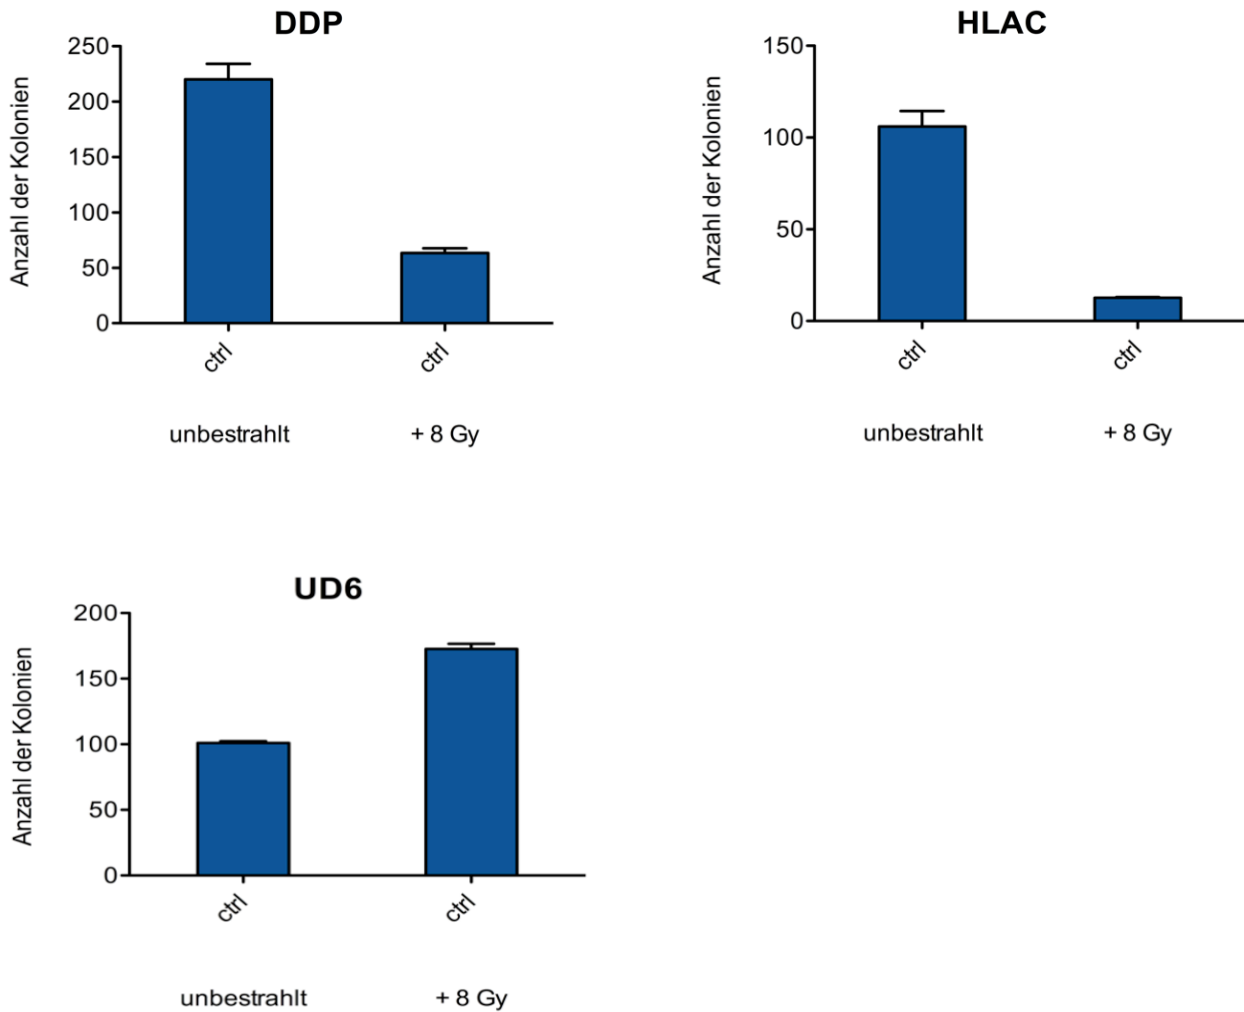 DDP
Anzahl der Kolonien
250
200
150
100
50
0
ctrl
ctrl
unbestrahlt
+ 8 Gy
HLAC
Anzahl der Kolonien
150
100
50
0
ctrl
ctrl
unbestrahlt
+ 8 Gy
UD6
Anzahl der Kolonien
200
150
100
50
0
ctrl
ctrl
unbestrahlt
+ 8 Gy